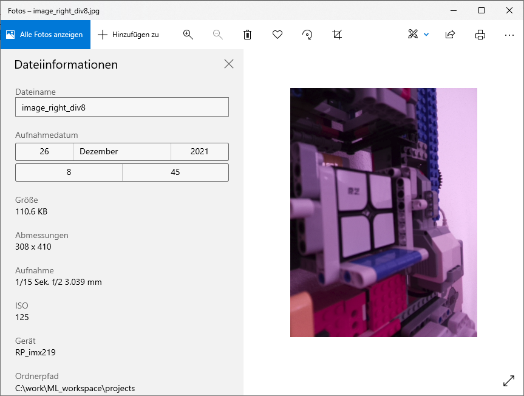 Fotos – image_right_div8.jpg
Alle Fotos anzeigen
Hinzufügen zu
Dateiinformationen
Dateiname
image_right_div8
Aufnahmedatum
26 Dezember 2021
8 45
Größe
110.6 KB
Abmessungen
308 x 410
Aufnahme
1/15 Sek. f/2 3.039 mm
ISO
125
Gerät
RP_imx219
Ordnerpfad
C:\work\ML_workspace\projects